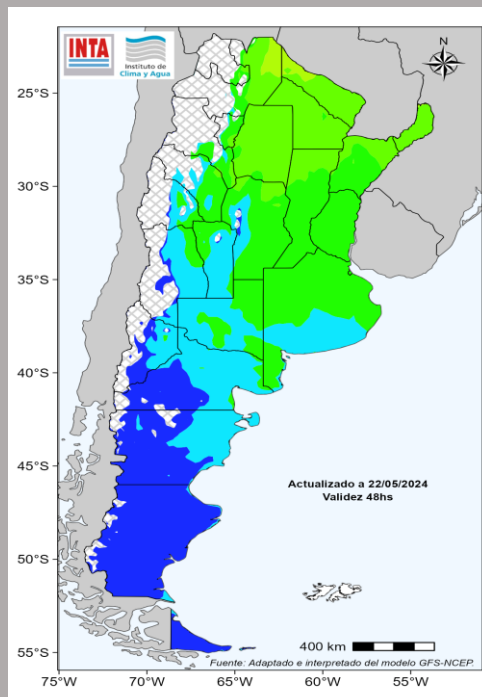 INTA
Instituto de
Clima y Agua
N
25°S
30°S
35°S
40°S
45°S
50°S
55°S
Actualizado a 22/05/2024
Validez 48hs
400 km
Fuente: Adaptado e interpretado del modelo GFS-NCEP.
75°W
70°W
65°W
60°W
55°W